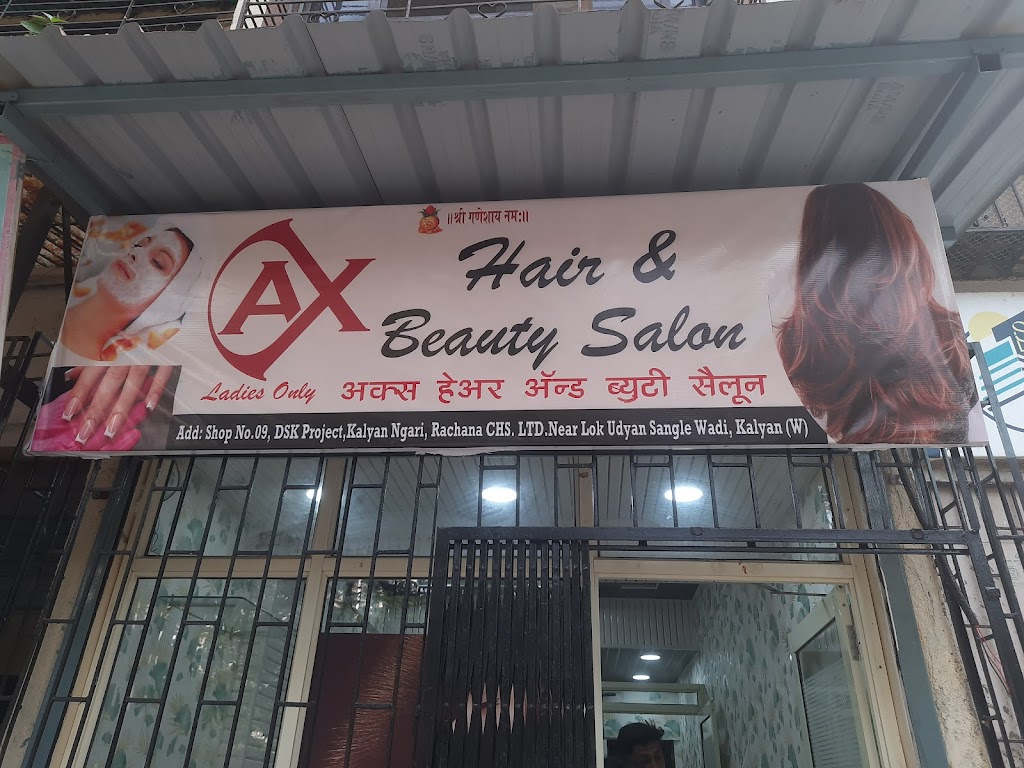 ॥श्री गणेशाय नमः॥
AX
Hair &
Beauty Salon
Ladies Only
अक्स हेअर ॲन्ड ब्युटी सैलून
Add: Shop No.09, DSK Project,Kalyan Ngari, Rachana CHS. LTD.Near Lok Udyan Sangle Wadi, Kalyan (W)